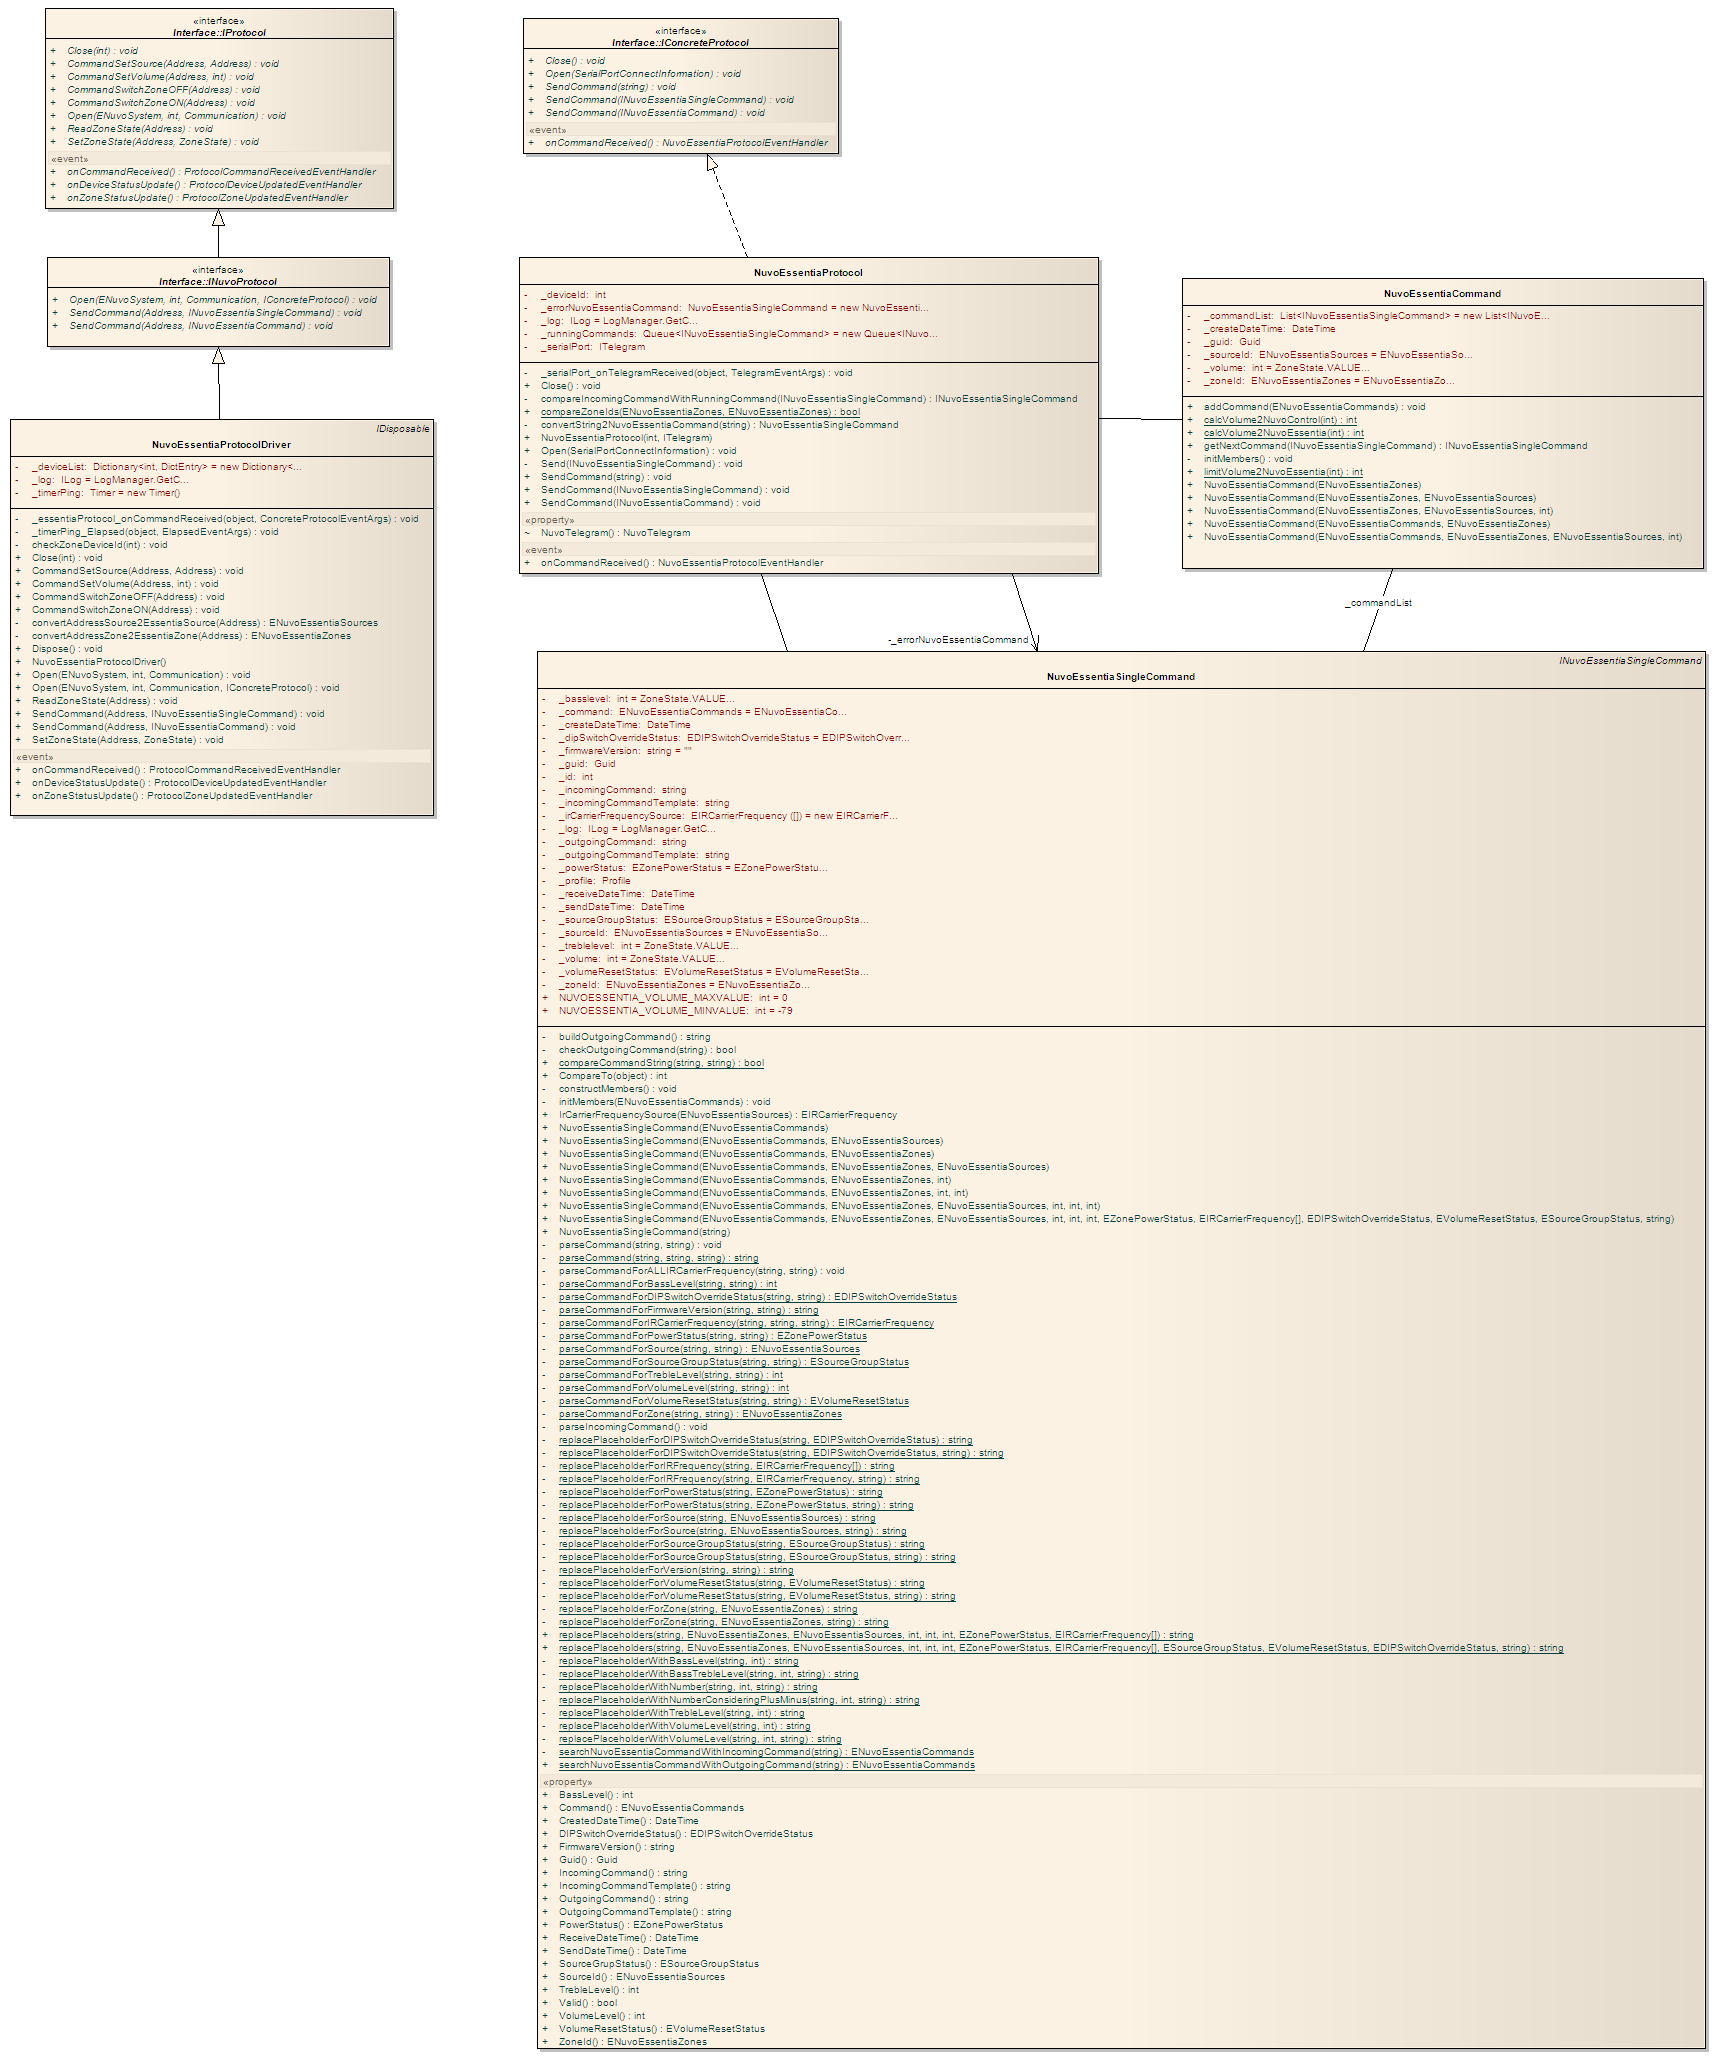 «interface»
Interface::IProtocol
+ Close(int) : void
+ CommandSetSource(Address, Address) : void
+ CommandSetVolume(Address, int) : void
+ CommandSwitchZoneOFF(Address) : void
+ CommandSwitchZoneON(Address) : void
+ Open(ENuvoSystem, int, Communication) : void
+ ReadZoneState(Address) : void
+ SetZoneState(Address, ZoneState) : void
«event»
+ onCommandReceived() : ProtocolCommandReceivedEventHandler
+ onDeviceStatusUpdate() : ProtocolDeviceUpdatedEventHandler
+ onZoneStatusUpdate() : ProtocolZoneUpdatedEventHandler
«interface»
Interface::INuvoProtocol
+ Open(ENuvoSystem, int, Communication, IConcreteProtocol) : void
+ SendCommand(Address, INuvoEssentiaSingleCommand) : void
+ SendCommand(Address, INuvoEssentiaCommand) : void
IDisposable
NuvoEssentiaProtocolDriver
- _deviceList: Dictionary<int, DictEntry> = new Dictionary<...
- _log: ILog = LogManager.GetC...
- _timerPing: Timer = new Timer()
- _essentiaProtocol_onCommandReceived(object, ConcreteProtocolEventArgs) : void
- _timerPing_Elapsed(object, ElapsedEventArgs) : void
- checkZoneDeviceId(int) : void
+ Close(int) : void
+ CommandSetSource(Address, Address) : void
+ CommandSetVolume(Address, int) : void
+ CommandSwitchZoneOFF(Address) : void
+ CommandSwitchZoneON(Address) : void
- convertAddressSource2EssentiaSource(Address) : ENuvoEssentiaSources
- convertAddressZone2EssentiaZone(Address) : ENuvoEssentiaZones
+ Dispose() : void
+ NuvoEssentiaProtocolDriver()
+ Open(ENuvoSystem, int, Communication) : void
+ Open(ENuvoSystem, int, Communication, IConcreteProtocol) : void
+ ReadZoneState(Address) : void
+ SendCommand(Address, INuvoEssentiaSingleCommand) : void
+ SendCommand(Address, INuvoEssentiaCommand) : void
+ SetZoneState(Address, ZoneState) : void
«event»
+ onCommandReceived() : ProtocolCommandReceivedEventHandler
+ onDeviceStatusUpdate() : ProtocolDeviceUpdatedEventHandler
+ onZoneStatusUpdate() : ProtocolZoneUpdatedEventHandler
«interface»
Interface::IConcreteProtocol
+ Close() : void
+ Open(SerialPortConnectInformation) : void
+ SendCommand(string) : void
+ SendCommand(INuvoEssentiaSingleCommand) : void
+ SendCommand(INuvoEssentiaCommand) : void
«event»
+ onCommandReceived() : NuvoEssentiaProtocolEventHandler
NuvoEssentiaProtocol
- _deviceId: int
- _errorNuvoEssentiaCommand: NuvoEssentiaSingleCommand = new NuvoEssenti...
- _log: ILog = LogManager.GetC...
- _runningCommands: Queue<INuvoEssentiaSingleCommand> = new Queue<INuvo...
- _serialPort: ITelegram
- _serialPort_onTelegramReceived(object, TelegramEventArgs) : void
+ Close() : void
- compareIncomingCommandWithRunningCommand(INuvoEssentiaSingleCommand) : INuvoEssentiaSingleCommand
+ compareZoneIds(ENuvoEssentiaZones, ENuvoEssentiaZones) : bool
- convertString2NuvoEssentiaCommand(string) : NuvoEssentiaSingleCommand
+ NuvoEssentiaProtocol(int, ITelegram)
+ Open(SerialPortConnectInformation) : void
- Send(INuvoEssentiaSingleCommand) : void
+ SendCommand(string) : void
+ SendCommand(INuvoEssentiaSingleCommand) : void
+ SendCommand(INuvoEssentiaCommand) : void
«property»
~ NuvoTelegram() : NuvoTelegram
«event»
+ onCommandReceived() : NuvoEssentiaProtocolEventHandler
NuvoEssentiaCommand
- _commandList: List<INuvoEssentiaSingleCommand> = new List<INuvoE...
- _createDateTime: DateTime
- _guid: Guid
- _sourceId: ENuvoEssentiaSources = ENuvoEssentiaSo...
- _volume: int = ZoneState.VALUE...
- _zoneId: ENuvoEssentiaZones = ENuvoEssentiaZo...
+ addCommand(ENuvoEssentiaCommands) : void
+ calcVolume2NuvoControl(int) : int
+ calcVolume2NuvoEssentia(int) : int
+ getNextCommand(INuvoEssentiaSingleCommand) : INuvoEssentiaSingleCommand
- initMembers() : void
+ limitVolume2NuvoEssentia(int) : int
+ NuvoEssentiaCommand(ENuvoEssentiaZones)
+ NuvoEssentiaCommand(ENuvoEssentiaZones, ENuvoEssentiaSources)
+ NuvoEssentiaCommand(ENuvoEssentiaZones, ENuvoEssentiaSources, int)
+ NuvoEssentiaCommand(ENuvoEssentiaCommands, ENuvoEssentiaZones)
+ NuvoEssentiaCommand(ENuvoEssentiaCommands, ENuvoEssentiaZones, ENuvoEssentiaSources, int)
_commandList
-_errorNuvoEssentiaCommand
INuvoEssentiaSingleCommand
NuvoEssentiaSingleCommand
- _basslevel: int = ZoneState.VALUE...
- _command: ENuvoEssentiaCommands = ENuvoEssentiaCo...
- _createDateTime: DateTime
- _dipSwitchOverrideStatus: EDIPSwitchOverrideStatus = EDIPSwitchOverr...
- _firmwareVersion: string = ""
- _guid: Guid
- _id: int
- _incomingCommand: string
- _incomingCommandTemplate: string
- _irCarrierFrequencySource: EIRCarrierFrequency ([]) = new EIRCarrierF...
- _log: ILog = LogManager.GetC...
- _outgoingCommand: string
- _outgoingCommandTemplate: string
- _powerStatus: EZonePowerStatus = EZonePowerStatu...
- _profile: Profile
- _receiveDateTime: DateTime
- _sendDateTime: DateTime
- _sourceGroupStatus: ESourceGroupStatus = ESourceGroupSta...
- _sourceId: ENuvoEssentiaSources = ENuvoEssentiaSo...
- _treblelevel: int = ZoneState.VALUE...
- _volume: int = ZoneState.VALUE...
- _volumeResetStatus: EVolumeResetStatus = EVolumeResetSta...
- _zoneId: ENuvoEssentiaZones = ENuvoEssentiaZo...
+ NUVOESSENTIA_VOLUME_MAXVALUE: int = 0
+ NUVOESSENTIA_VOLUME_MINVALUE: int = -79
- buildOutgoingCommand() : string
- checkOutgoingCommand(string) : bool
+ compareCommandString(string, string) : bool
+ CompareTo(object) : int
- constructMembers() : void
- initMembers(ENuvoEssentiaCommands) : void
+ IrCarrierFrequencySource(ENuvoEssentiaSources) : EIRCarrierFrequency
+ NuvoEssentiaSingleCommand(ENuvoEssentiaCommands)
+ NuvoEssentiaSingleCommand(ENuvoEssentiaCommands, ENuvoEssentiaSources)
+ NuvoEssentiaSingleCommand(ENuvoEssentiaCommands, ENuvoEssentiaZones)
+ NuvoEssentiaSingleCommand(ENuvoEssentiaCommands, ENuvoEssentiaZones, ENuvoEssentiaSources)
+ NuvoEssentiaSingleCommand(ENuvoEssentiaCommands, ENuvoEssentiaZones, int)
+ NuvoEssentiaSingleCommand(ENuvoEssentiaCommands, ENuvoEssentiaZones, int, int)
+ NuvoEssentiaSingleCommand(ENuvoEssentiaCommands, ENuvoEssentiaZones, ENuvoEssentiaSources, int, int, int)
+ NuvoEssentiaSingleCommand(ENuvoEssentiaCommands, ENuvoEssentiaZones, ENuvoEssentiaSources, int, int, int, EZonePowerStatus, EIRCarrierFrequency[], EDIPSwitchOverrideStatus, EVolumeResetStatus, ESourceGroupStatus, string)
+ NuvoEssentiaSingleCommand(string)
- parseCommand(string, string) : void
- parseCommand(string, string, string) : string
- parseCommandForALLIRCarrierFrequency(string, string) : void
- parseCommandForBassLevel(string, string) : int
- parseCommandForDIPSwitchOverrideStatus(string, string) : EDIPSwitchOverrideStatus
- parseCommandForFirmwareVersion(string, string) : string
- parseCommandForIRCarrierFrequency(string, string, string) : EIRCarrierFrequency
- parseCommandForPowerStatus(string, string) : EZonePowerStatus
- parseCommandForSource(string, string) : ENuvoEssentiaSources
- parseCommandForSourceGroupStatus(string, string) : ESourceGroupStatus
- parseCommandForTrebleLevel(string, string) : int
- parseCommandForVolumeLevel(string, string) : int
- parseCommandForVolumeResetStatus(string, string) : EVolumeResetStatus
- parseCommandForZone(string, string) : ENuvoEssentiaZones
- parseIncomingCommand() : void
- replacePlaceholderForDIPSwitchOverrideStatus(string, EDIPSwitchOverrideStatus) : string
- replacePlaceholderForDIPSwitchOverrideStatus(string, EDIPSwitchOverrideStatus, string) : string
- replacePlaceholderForIRFrequency(string, EIRCarrierFrequency[]) : string
- replacePlaceholderForIRFrequency(string, EIRCarrierFrequency, string) : string
- replacePlaceholderForPowerStatus(string, EZonePowerStatus) : string
- replacePlaceholderForPowerStatus(string, EZonePowerStatus, string) : string
- replacePlaceholderForSource(string, ENuvoEssentiaSources) : string
- replacePlaceholderForSource(string, ENuvoEssentiaSources, string) : string
- replacePlaceholderForSourceGroupStatus(string, ESourceGroupStatus) : string
- replacePlaceholderForSourceGroupStatus(string, ESourceGroupStatus, string) : string
- replacePlaceholderForVersion(string, string) : string
- replacePlaceholderForVolumeResetStatus(string, EVolumeResetStatus) : string
- replacePlaceholderForVolumeResetStatus(string, EVolumeResetStatus, string) : string
- replacePlaceholderForZone(string, ENuvoEssentiaZones) : string
- replacePlaceholderForZone(string, ENuvoEssentiaZones, string) : string
+ replacePlaceholders(string, ENuvoEssentiaZones, ENuvoEssentiaSources, int, int, int, EZonePowerStatus, EIRCarrierFrequency[]) : string
+ replacePlaceholders(string, ENuvoEssentiaZones, ENuvoEssentiaSources, int, int, int, EZonePowerStatus, EIRCarrierFrequency[], ESourceGroupStatus, EVolumeResetStatus, EDIPSwitchOverrideStatus, string) : string
- replacePlaceholderWithBassLevel(string, int) : string
- replacePlaceholderWithBassTrebleLevel(string, int, string) : string
- replacePlaceholderWithNumber(string, int, string) : string
- replacePlaceholderWithNumberConsideringPlusMinus(string, int, string) : string
- replacePlaceholderWithTrebleLevel(string, int) : string
- replacePlaceholderWithVolumeLevel(string, int) : string
- replacePlaceholderWithVolumeLevel(string, int, string) : string
- searchNuvoEssentiaCommandWithIncomingCommand(string) : ENuvoEssentiaCommands
+ searchNuvoEssentiaCommandWithOutgoingCommand(string) : ENuvoEssentiaCommands
«property»
+ BassLevel() : int
+ Command() : ENuvoEssentiaCommands
+ CreatedDateTime() : DateTime
+ DIPSwitchOverrideStatus() : EDIPSwitchOverrideStatus
+ FirmwareVersion() : string
+ Guid() : Guid
+ IncomingCommand() : string
+ IncomingCommandTemplate() : string
+ OutgoingCommand() : string
+ OutgoingCommandTemplate() : string
+ PowerStatus() : EZonePowerStatus
+ ReceiveDateTime() : DateTime
+ SendDateTime() : DateTime
+ SourceGrupStatus() : ESourceGroupStatus
+ SourceId() : ENuvoEssentiaSources
+ TrebleLevel() : int
+ Valid() : bool
+ VolumeLevel() : int
+ VolumeResetStatus() : EVolumeResetStatus
+ ZoneId() : ENuvoEssentiaZones